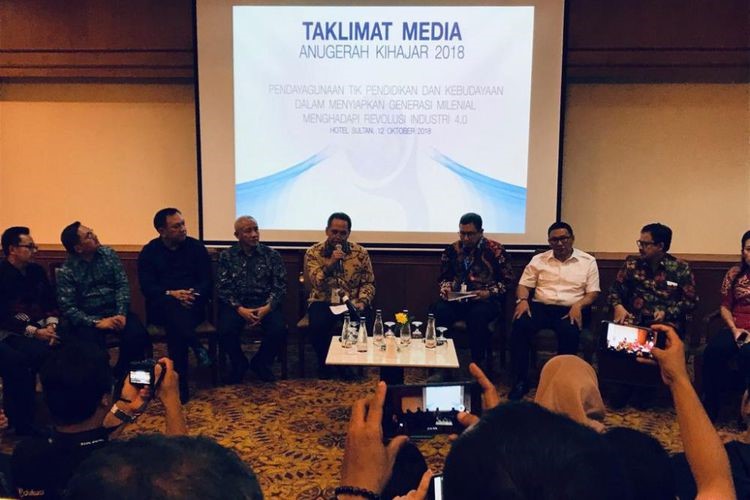 TAKLIMAT MEDIA
ANUGERAH KIHAJAR 2018
PENDAYAGUNAAN TIK PENDIDIKAN DAN KEBUDAYAAN
DALAM MENYIAPKAN GENERASI MILENIAL
MENGHADAPI REVOLUSI INDUSTRI 4.0
HOTEL SULTAN, 12 OKTOBER 2018